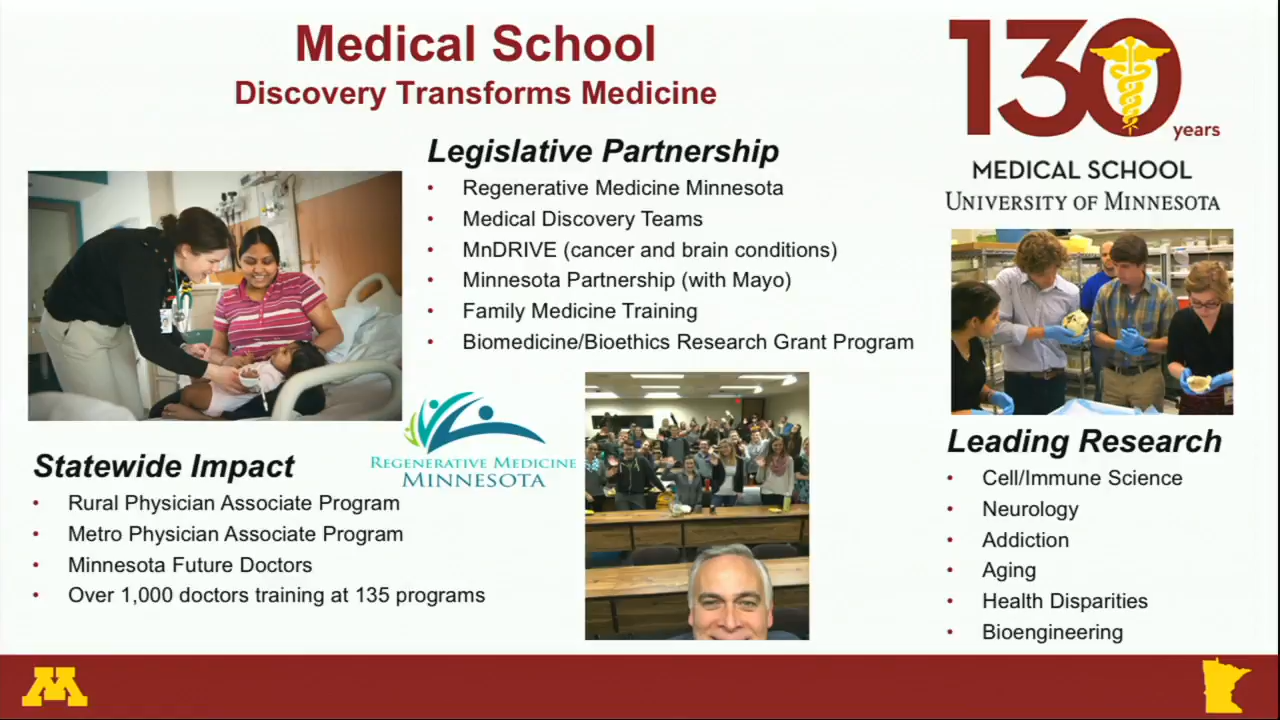 Medical School
Discovery Transforms Medicine
130
years
MEDICAL SCHOOL
UNIVERSITY OF MINNESOTA
Legislative Partnership
• Regenerative Medicine Minnesota
• Medical Discovery Teams
• MnDRIVE (cancer and brain conditions)
• Minnesota Partnership (with Mayo)
• Family Medicine Training
• Biomedicine/Bioethics Research Grant Program
REGENERATIVE MEDICINE
MINNESOTA
Statewide Impact
• Rural Physician Associate Program
• Metro Physician Associate Program
• Minnesota Future Doctors
• Over 1,000 doctors training at 135 programs
Leading Research
• Cell/Immune Science
• Neurology
• Addiction
• Aging
• Health Disparities
• Bioengineering
M